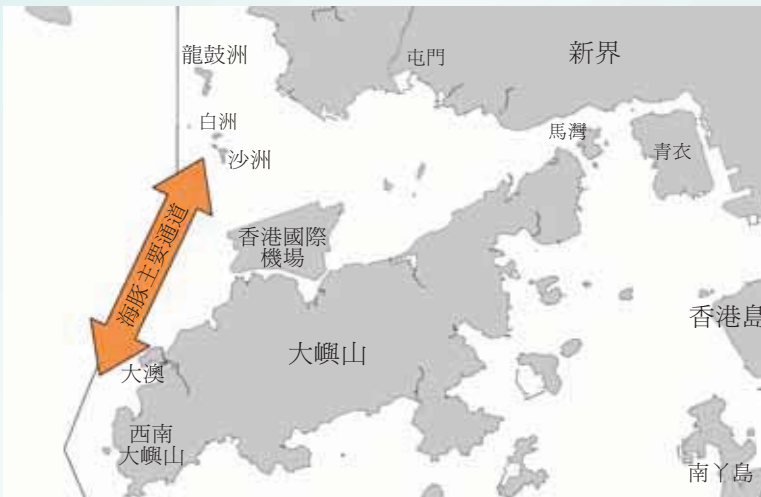 龍鼓洲
屯門
新界
白洲
沙洲
馬灣
青衣
海豚主要通道
香港國際
機場
香港島
大嶼山
大澳
西南
大嶼山
南丫島